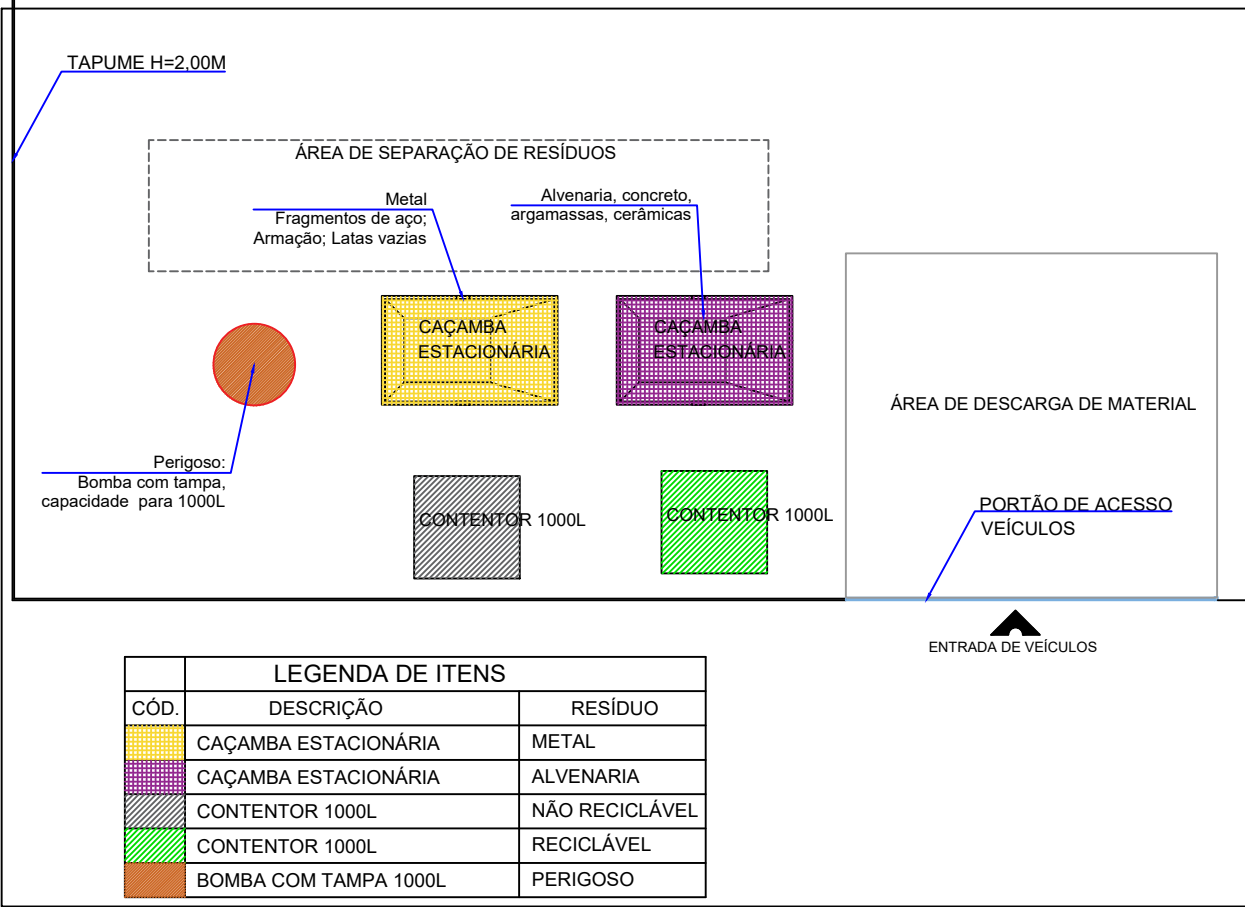 TAPUME H=2,00M
ÁREA DE SEPARAÇÃO DE RESÍDUOS
Metal
Fragmentos de aço;
Armação; Latas vazias
Alvenaria, concreto,
argamassas, cerâmicas
CAÇAMBA
ESTACIONÁRIA
CAÇAMBA
ESTACIONÁRIA
ÁREA DE DESCARGA DE MATERIAL
Perigoso:
Bomba com tampa,
capacidade para 1000L
CONTENTOR 1000L
CONTENTOR 1000L
PORTÃO DE ACESSO
VEÍCULOS
ENTRADA DE VEÍCULOS
LEGENDA DE ITENS
CÓD. DESCRIÇÃO RESÍDUO
CAÇAMBA ESTACIONÁRIA METAL
CAÇAMBA ESTACIONÁRIA ALVENARIA
CONTENTOR 1000L NÃO RECICLÁVEL
CONTENTOR 1000L RECICLÁVEL
BOMBA COM TAMPA 1000L PERIGOSO